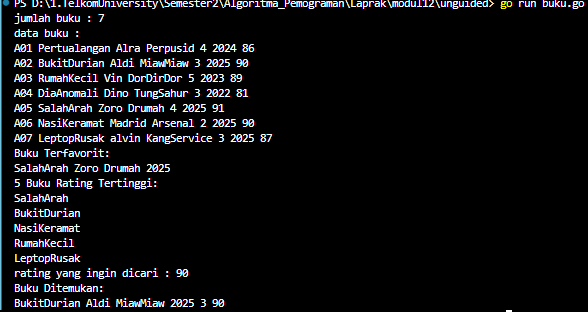 PS D:\1.TelkomUniversity\Semester2\Algoritma_Pemograman\Laprak\modul12\unguided> go run buku.go
jumlah buku : 7
data buku :
A01 Pertualangan Alra Perpusid 4 2024 86
A02 BukitDurian Aldi MiawMiaw 3 2025 90
A03 RumahKecil Vin DorDirDor 5 2023 89
A04 DiaAnomali Dino TungSahur 3 2022 81
A05 SalahArah Zoro Drumah 4 2025 91
A06 NasiKeramat Madrid Arsenal 2 2025 90
A07 LeptopRusak alvin KangService 3 2025 87
Buku Terfavorit:
SalahArah Zoro Drumah 2025
5 Buku Rating Tertinggi:
SalahArah
BukitDurian
NasiKeramat
RumahKecil
LeptopRusak
rating yang ingin dicari : 90
Buku Ditemukan:
BukitDurian Aldi MiawMiaw 2025 3 90